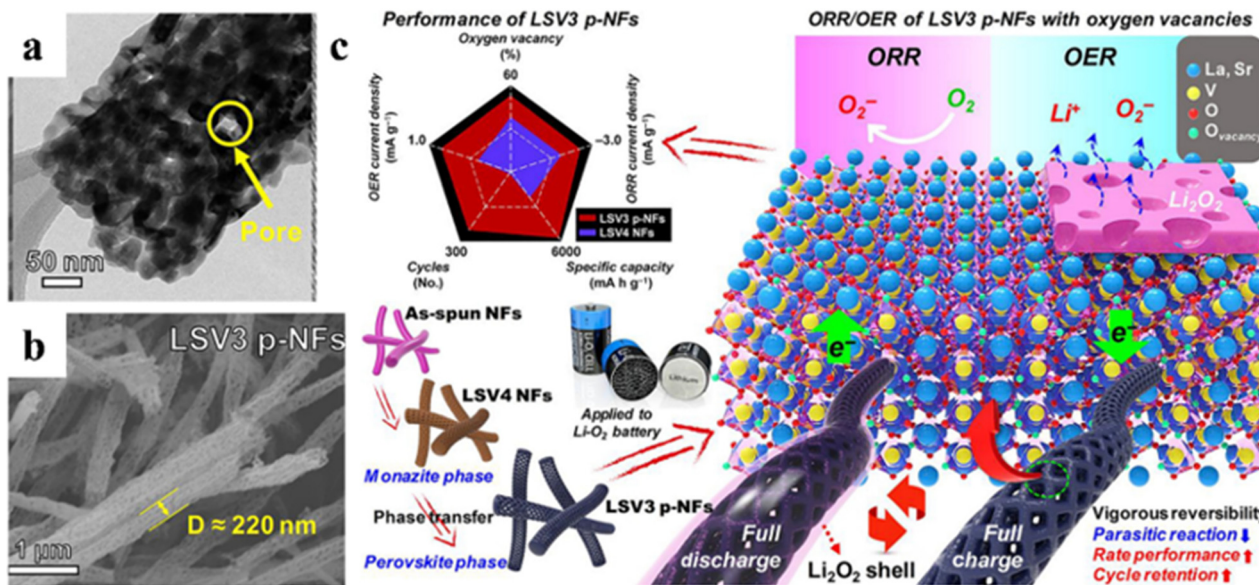 a
Pore
50 nm
b
LSV3 p-NFs
D ≈ 220 nm
1 μm
c
Performance of LSV3 p-NFs
Oxygen vacancy
(%)
60
OER current density
(mA g⁻¹)
1.0
−3.0
ORR current density
(mA g⁻¹)
LSV3 p-NFs
LSV4 NFs
300
6000
Cycles
(No.)
Specific capacity
(mA h g⁻¹)
As-spun NFs
LSV4 NFs
Monazite phase
Phase transfer
Perovskite phase
LSV3 p-NFs
Lithium
Applied to
Li-O₂ battery
ORR/OER of LSV3 p-NFs with oxygen vacancies
ORR
OER
O₂⁻
O₂
Li⁺
O₂⁻
La, Sr
V
O
Ovacancy
Li₂O₂
e⁻
e⁻
Full
discharge
Li₂O₂ shell
Full
charge
Vigorous reversibility
Parasitic reaction ⬇
Rate performance ⬆
Cycle retention ⬆